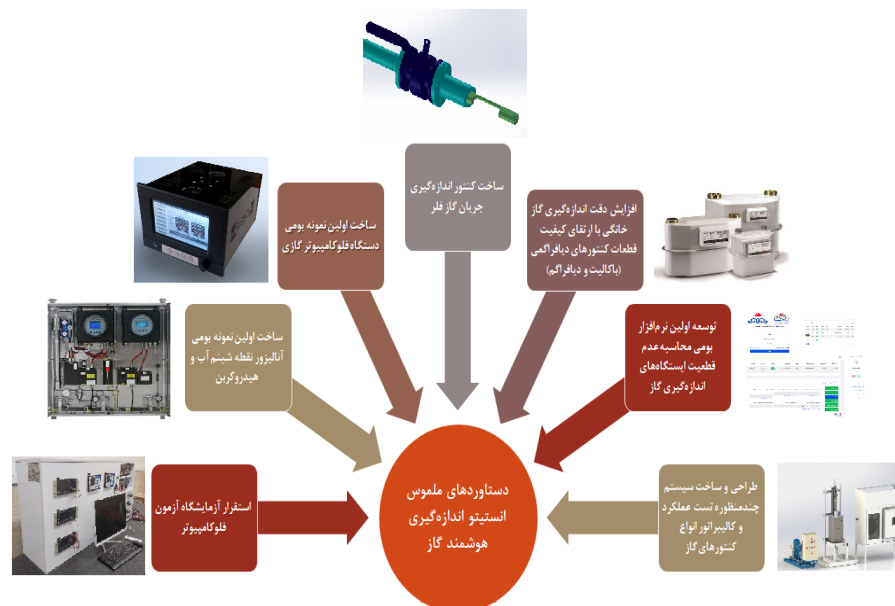 ساخت کنتور اندازه‌گیری
جریان گاز فلر
ساخت اولین نمونه بومی
دستگاه فلوکامپیوتر گازی
افزایش دقت اندازه‌گیری گاز
خانگی با ارتقای کیفیت
قطعات کنتورهای دیافراگمی
(باکالیت و دیافراگم)
ساخت اولین نمونه بومی
آنالیزور نقطه شبنم آب و
هیدروکربن
توسعه اولین نرم‌افزار
بومی محاسبه عدم
قطعیت ایستگاه‌های
اندازه‌گیری گاز
استقرار آزمایشگاه آزمون
فلوکامپیوتر
طراحی و ساخت سیستم
چندمنظوره تست عملکرد
و کالیبراتور انواع
کنتورهای گاز
دستاوردهای ملموس
انستیتو اندازه‌گیری
هوشمند گاز